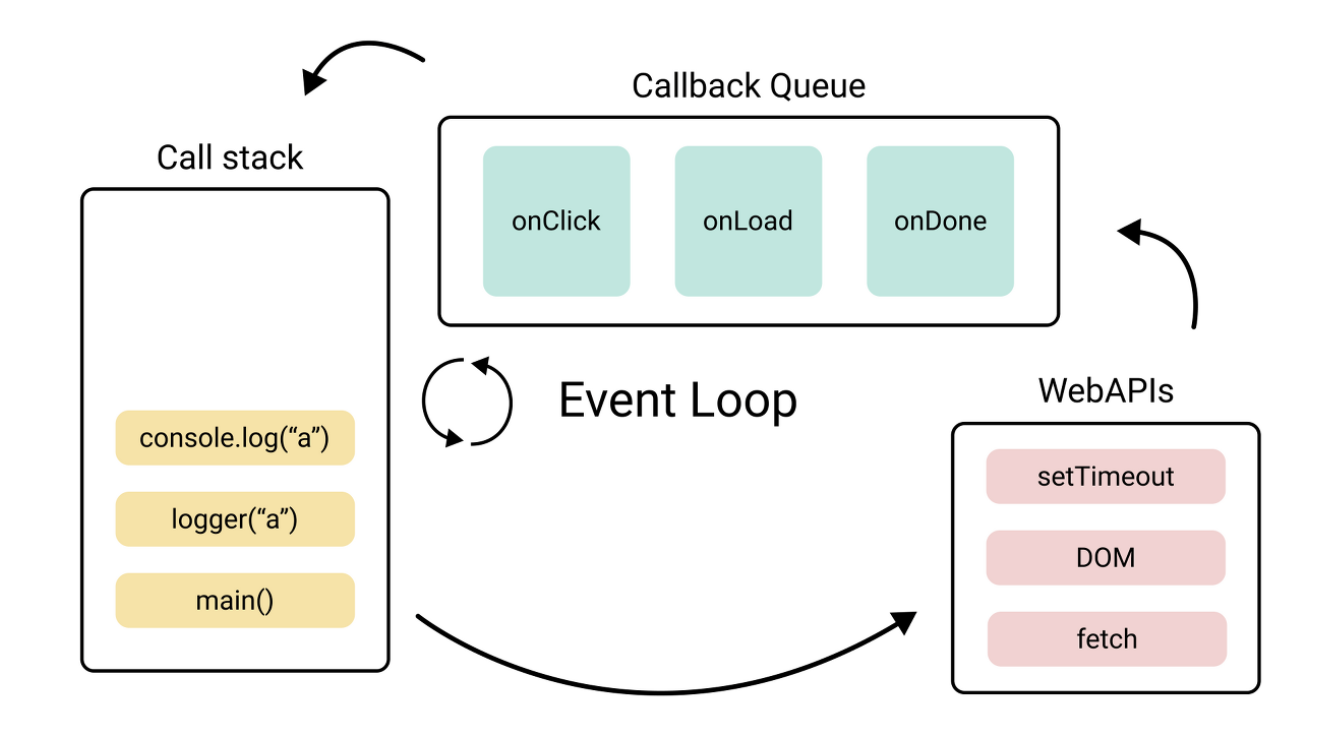 Callback Queue
Call stack
onClick
onLoad
onDone
Event Loop
WebAPIs
console.log(“a”)
logger(“a”)
main()
setTimeout
DOM
fetch